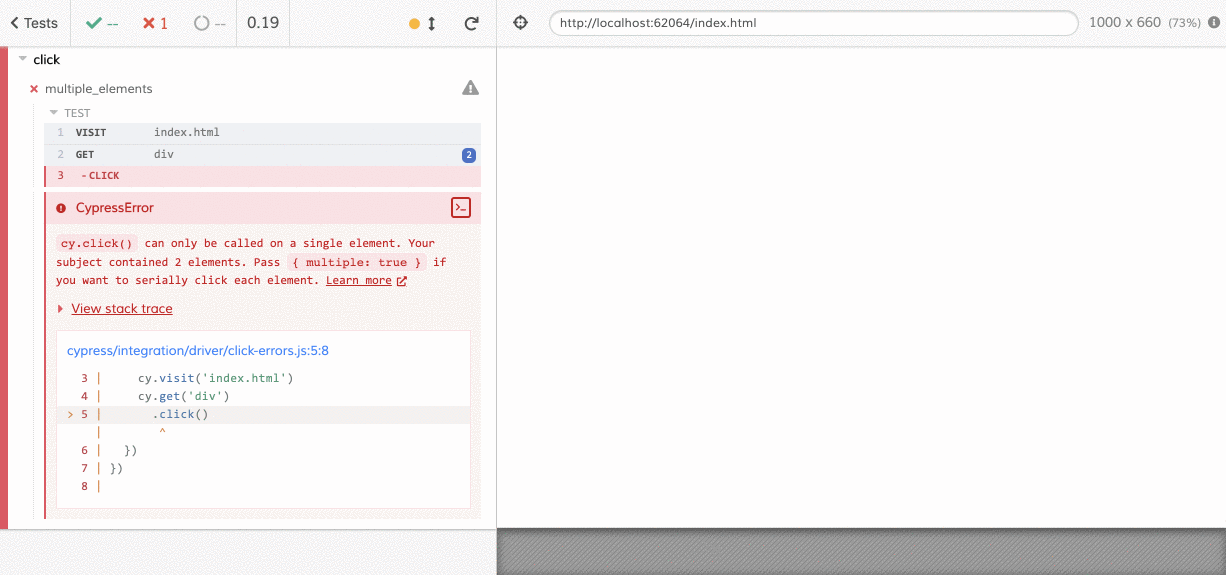 Tests -- 1 -- 0.19 http://localhost:62064/index.html 1000 x 660 (73%)
click
multiple_elements
TEST
1 VISIT index.html
2 GET div 2
3 -CLICK
CypressError
cy.click() can only be called on a single element. Your
subject contained 2 elements. Pass { multiple: true } if
you want to serially click each element. Learn more
View stack trace
cypress/integration/driver/click-errors.js:5:8
3 | cy.visit('index.html')
4 | cy.get('div')
> 5 | .click()
| ^
6 | })
7 | })
8 |